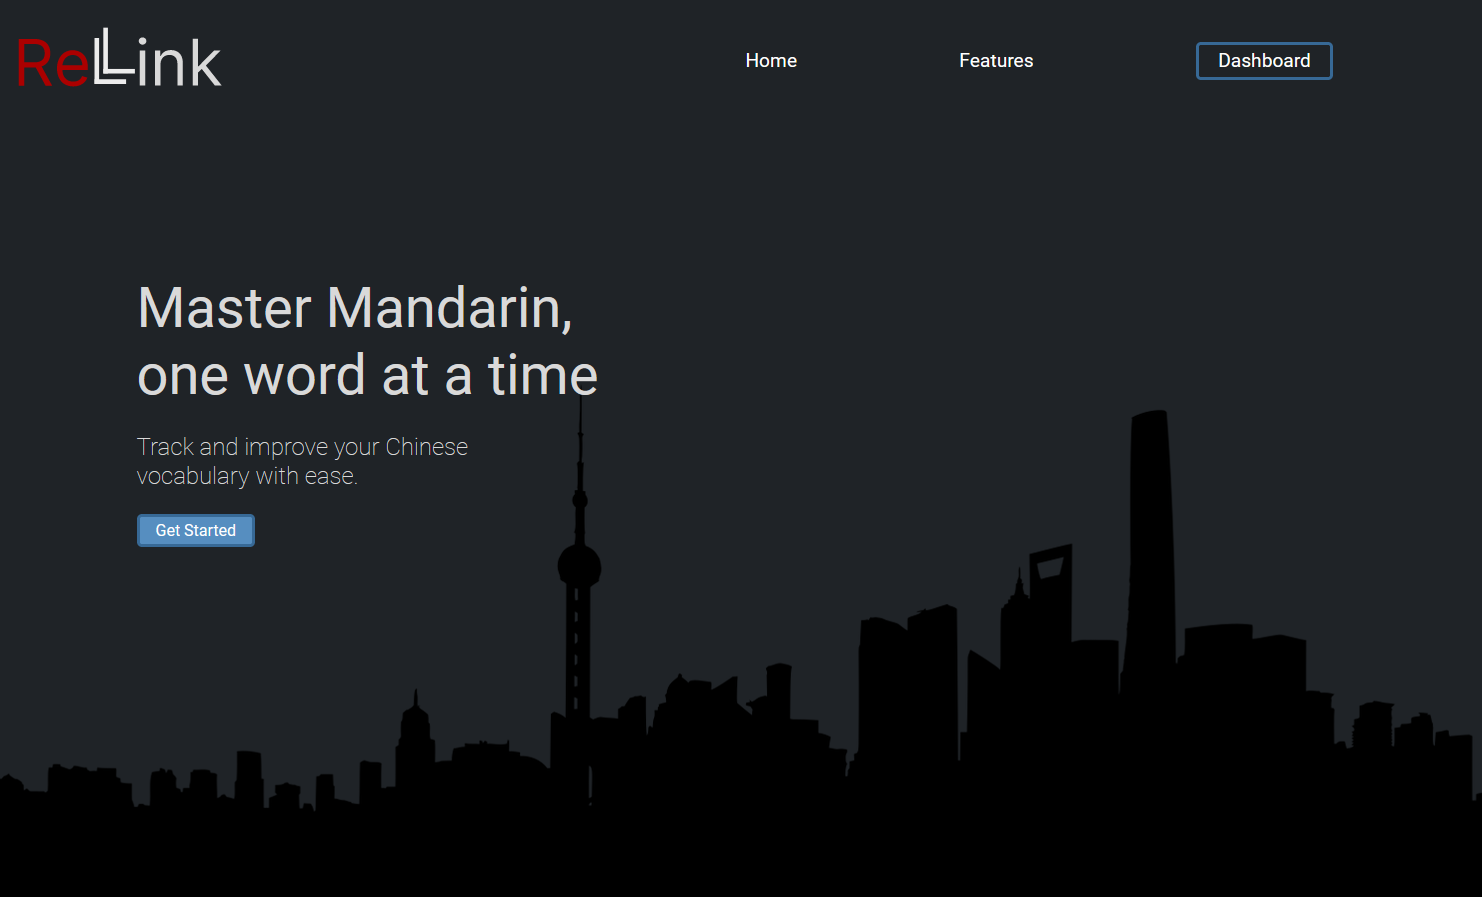 ReLink
Home
Features
Dashboard
Master Mandarin,
one word at a time
Track and improve your Chinese
vocabulary with ease.
Get Started